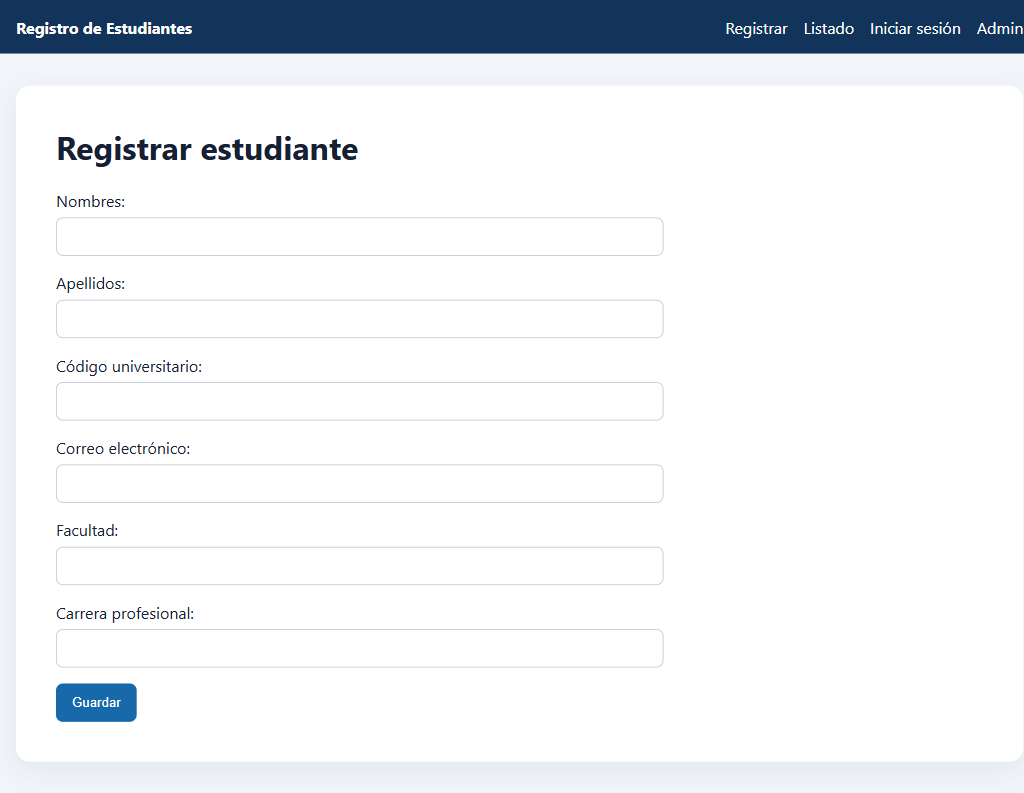 Registro de Estudiantes Registrar Listado Iniciar sesión Admin
Registrar estudiante
Nombres:
Apellidos:
Código universitario:
Correo electrónico:
Facultad:
Carrera profesional:
Guardar